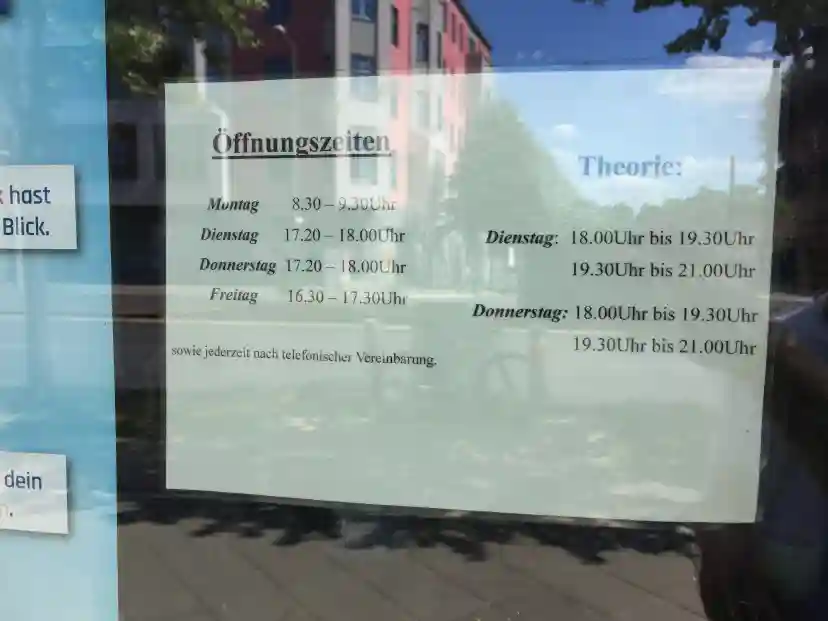 Öffnungszeiten
Montag 8.30 – 9.30Uhr
Dienstag 17.20 – 18.00Uhr
Donnerstag 17.20 – 18.00Uhr
Freitag 16.30 – 17.30Uhr
sowie jederzeit nach telefonischer Vereinbarung.
Theorie:
Dienstag: 18.00Uhr bis 19.30Uhr
19.30Uhr bis 21.00Uhr
Donnerstag: 18.00Uhr bis 19.30Uhr
19.30Uhr bis 21.00Uhr
hast
Blick.
dein